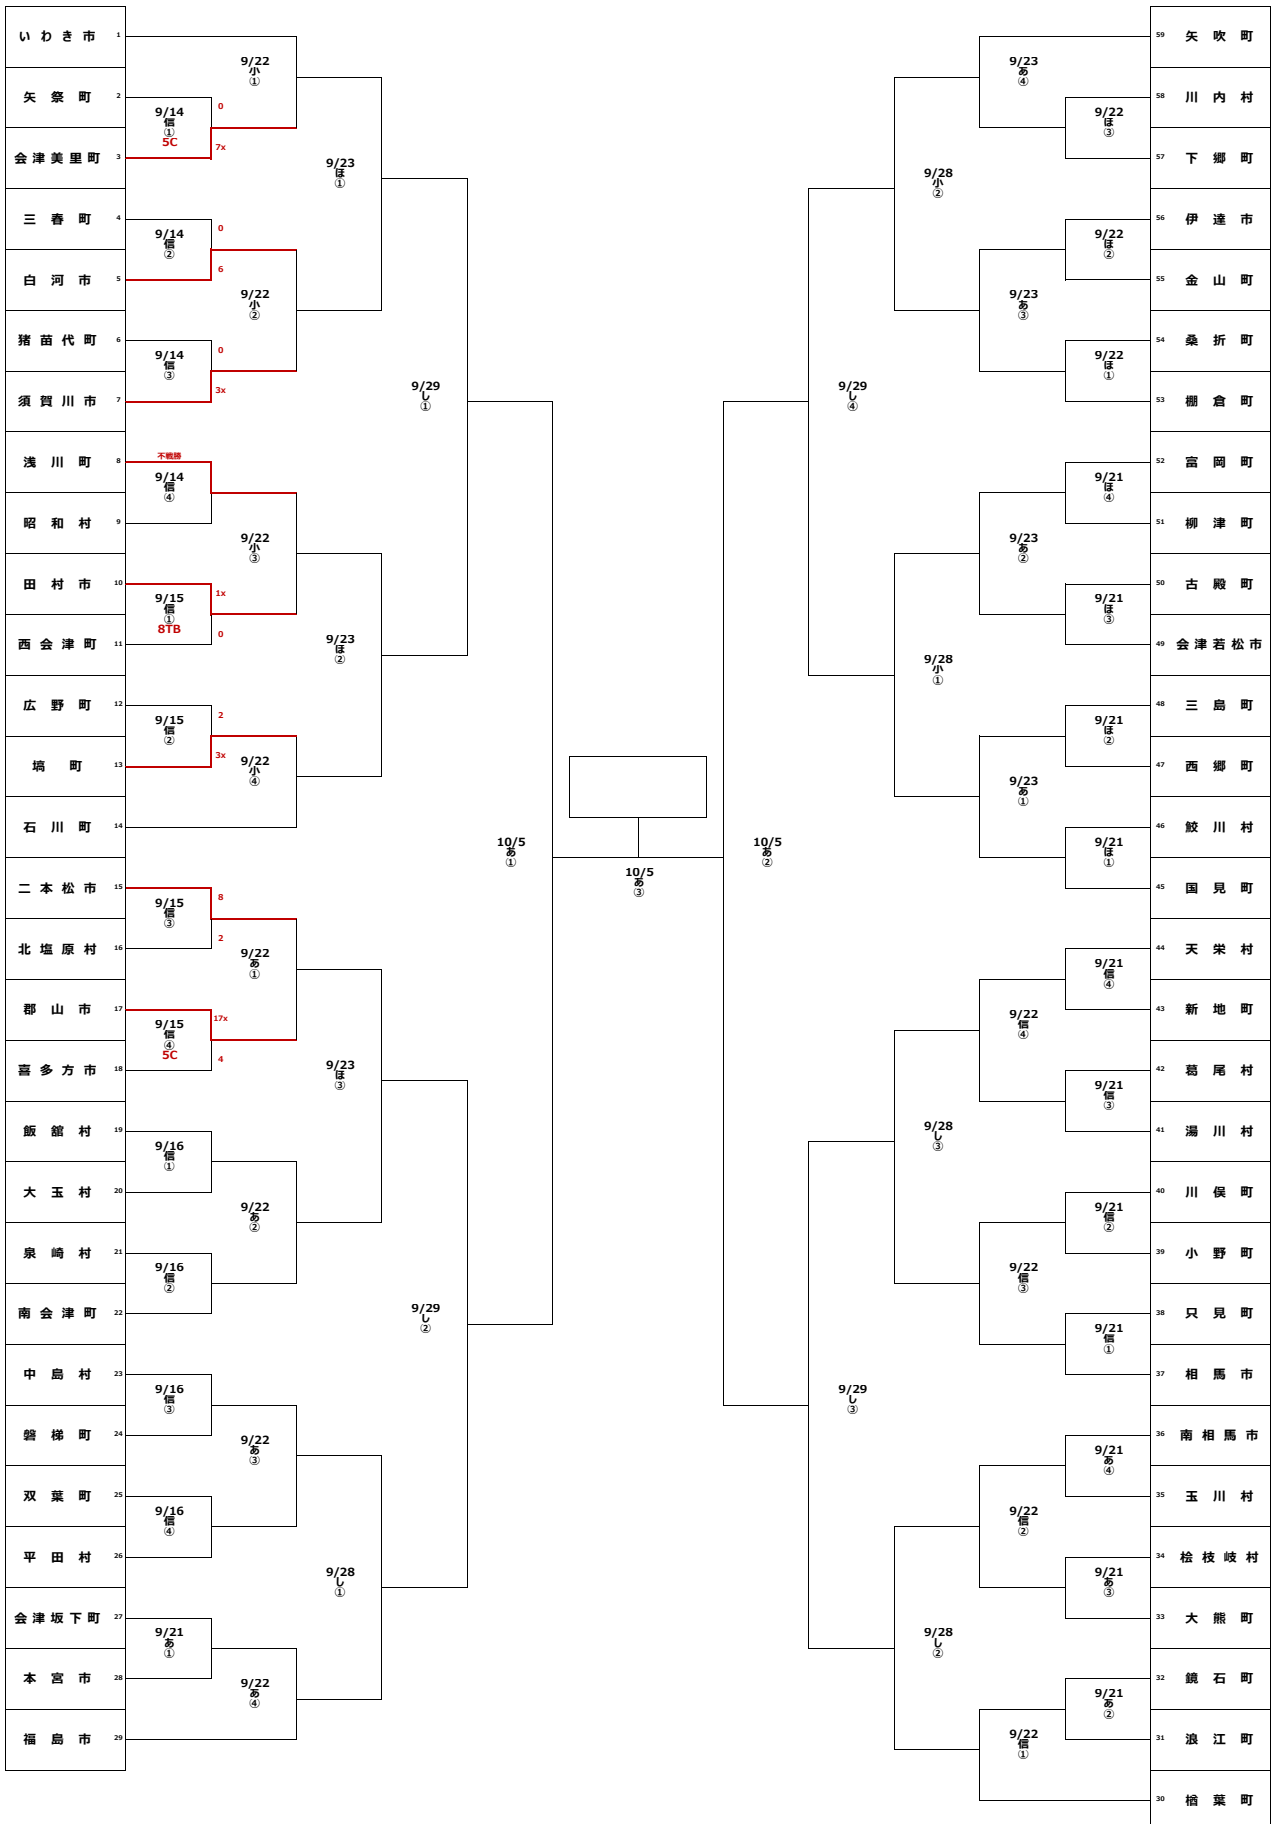 いわき市 1
矢祭町 2
会津美里町 3
三春町 4
白河市 5
猪苗代町 6
須賀川市 7
浅川町 8
昭和村 9
田村市 10
西会津町 11
広野町 12
塙町 13
石川町 14
二本松市 15
北塩原村 16
郡山市 17
喜多方市 18
飯舘村 19
大玉村 20
泉崎村 21
南会津町 22
中島村 23
磐梯町 24
双葉町 25
平田村 26
会津坂下町 27
本宮市 28
福島市 29
9/14
信
①
5C
0
7x
9/14
信
②
0
6
9/14
信
③
0
3x
不戦勝
9/14
信
④
9/15
信
①
8TB
1x
0
9/15
信
②
2
3x
9/15
信
③
8
2
9/15
信
④
5C
17x
4
9/16
信
①
9/16
信
②
9/16
信
③
9/16
信
④
9/21
あ
①
9/22
小
①
9/22
小
②
9/22
小
③
9/22
小
④
9/22
あ
①
9/22
あ
②
9/22
あ
③
9/22
あ
④
9/23
ほ
①
9/23
ほ
②
9/23
ほ
③
9/28
し
①
9/29
し
①
9/29
し
②
10/5
あ
①
10/5
あ
③
10/5
あ
②
9/29
し
④
9/29
し
③
9/28
小
②
9/28
小
①
9/28
し
③
9/28
し
②
9/23
あ
④
9/23
あ
③
9/23
あ
②
9/23
あ
①
9/22
信
④
9/22
信
③
9/22
信
②
9/22
信
①
9/22
ほ
③
9/22
ほ
②
9/22
ほ
①
9/21
ほ
④
9/21
ほ
③
9/21
ほ
②
9/21
ほ
①
9/21
信
④
9/21
信
③
9/21
信
②
9/21
信
①
9/21
あ
④
9/21
あ
③
9/21
あ
②
59 矢吹町
58 川内村
57 下郷町
56 伊達市
55 金山町
54 桑折町
53 棚倉町
52 富岡町
51 柳津町
50 古殿町
49 会津若松市
48 三島町
47 西郷町
46 鮫川村
45 国見町
44 天栄村
43 新地町
42 葛尾村
41 湯川村
40 川俣町
39 小野町
38 只見町
37 相馬市
36 南相馬市
35 玉川村
34 桧枝岐村
33 大熊町
32 鏡石町
31 浪江町
30 楢葉町